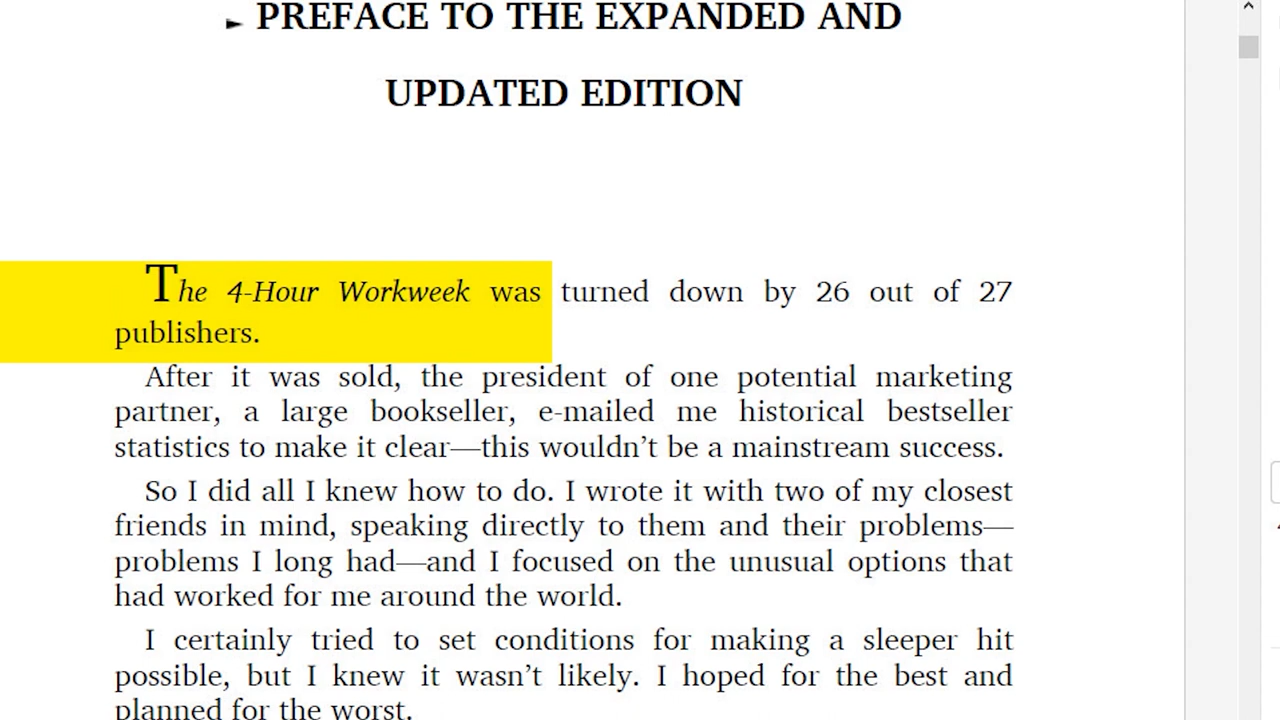 ► PREFACE TO THE EXPANDED AND
UPDATED EDITION
The 4-Hour Workweek was turned down by 26 out of 27
publishers.
After it was sold, the president of one potential marketing
partner, a large bookseller, e-mailed me historical bestseller
statistics to make it clear—this wouldn’t be a mainstream success.
So I did all I knew how to do. I wrote it with two of my closest
friends in mind, speaking directly to them and their problems—
problems I long had—and I focused on the unusual options that
had worked for me around the world.
I certainly tried to set conditions for making a sleeper hit
possible, but I knew it wasn’t likely. I hoped for the best and
planned for the worst.